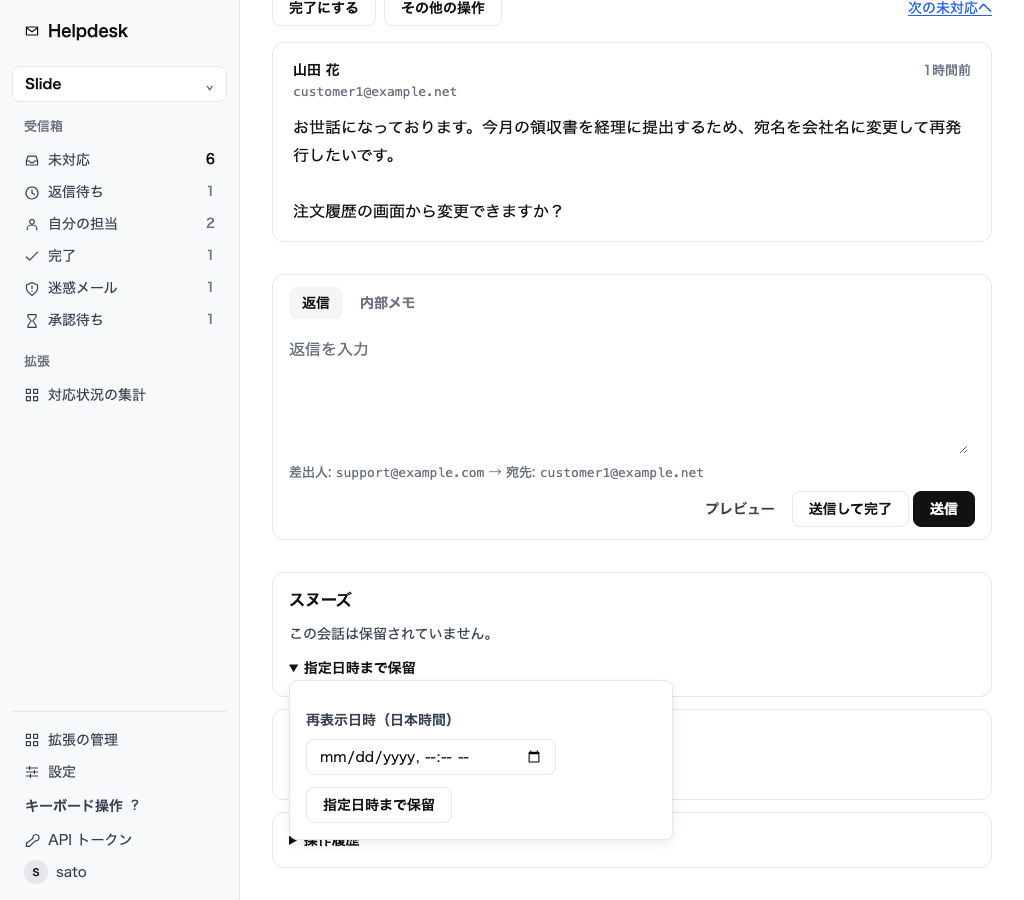 Helpdesk
Slide
受信箱
未対応 6
返信待ち 1
自分の担当 2
完了 1
迷惑メール 1
承認待ち 1
拡張
対応状況の集計
拡張の管理
設定
キーボード操作 ?
API トークン
S sato
完了にする その他の操作 次の未対応へ
山田 花 1時間前
customer1@example.net
お世話になっております。今月の領収書を経理に提出するため、宛名を会社名に変更して再発
行したいです。
注文履歴の画面から変更できますか？
返信 内部メモ
返信を入力
差出人: support@example.com → 宛先: customer1@example.net
プレビュー 送信して完了 送信
スヌーズ
この会話は保留されていません。
▼ 指定日時まで保留
再表示日時（日本時間）
mm/dd/yyyy, --:-- --
指定日時まで保留
▶ 操作履歴